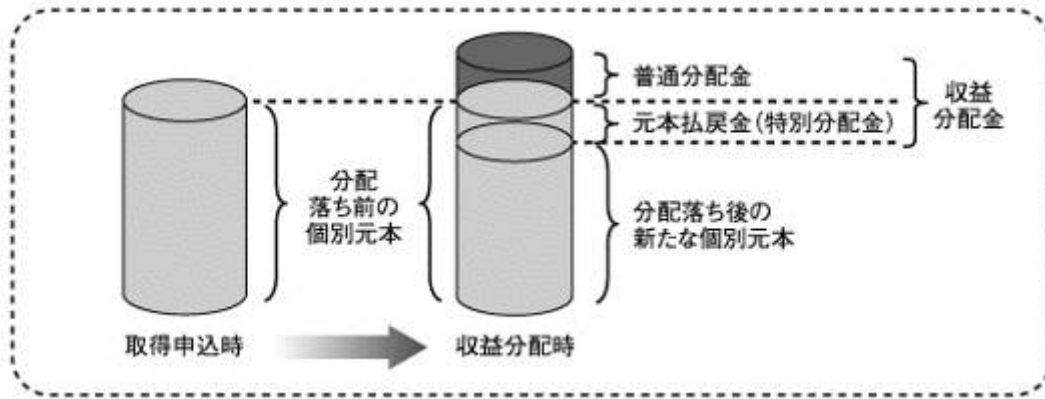 普通分配金
元本払戻金(特別分配金)
収益
分配金
分配
落ち前の
個別元本
分配落ち後の
新たな個別元本
取得申込時
収益分配時